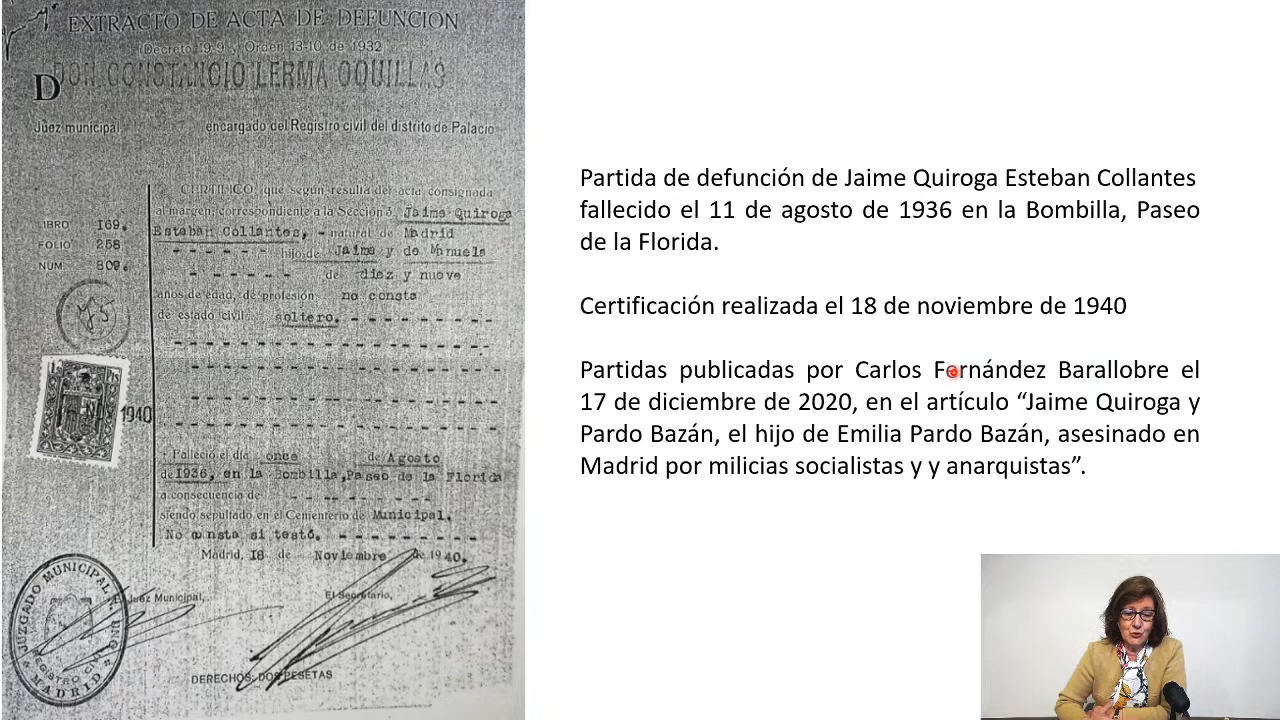 EXTRACTO DE ACTA DE DEFUNCION
(Decreto 19-9 y Orden 13-10 de 1932
D DON CONSTANCIO LERMA OQUILLAS
Juez municipal encargado del Registro civil del distrito de Palacio
CERTIFICO: que según resulta del acta consignada
al margen, correspondiente a la Sección 3 Jaime Quiroga
LIBRO 169.
Esteban Collantes, natural de Madrid
FOLIO 258
hijo de Jaime y de Manuela
NUM. 809.
de diez y nueve
años de edad, de profesión no consta
de estado civil soltero.
NOV 1940
Falleció el día once de Agosto
de 1936, en la Bombilla, Paseo de la Florida
a consecuencia de
siendo sepultado en el Cementerio de Municipal.
No consta si testó.
Madrid, 18 de Noviembre de 1940.
El Juez Municipal, El Secretario,
JUZGADO MUNICIPAL N. UNO
REGISTRO CIVIL
MADRID
DERECHOS: DOS PESETAS
Partida de defunción de Jaime Quiroga Esteban Collantes
fallecido el 11 de agosto de 1936 en la Bombilla, Paseo
de la Florida.
Certificación realizada el 18 de noviembre de 1940
Partidas publicadas por Carlos Fernández Barallobre el
17 de diciembre de 2020, en el artículo “Jaime Quiroga y
Pardo Bazán, el hijo de Emilia Pardo Bazán, asesinado en
Madrid por milicias socialistas y y anarquistas”.